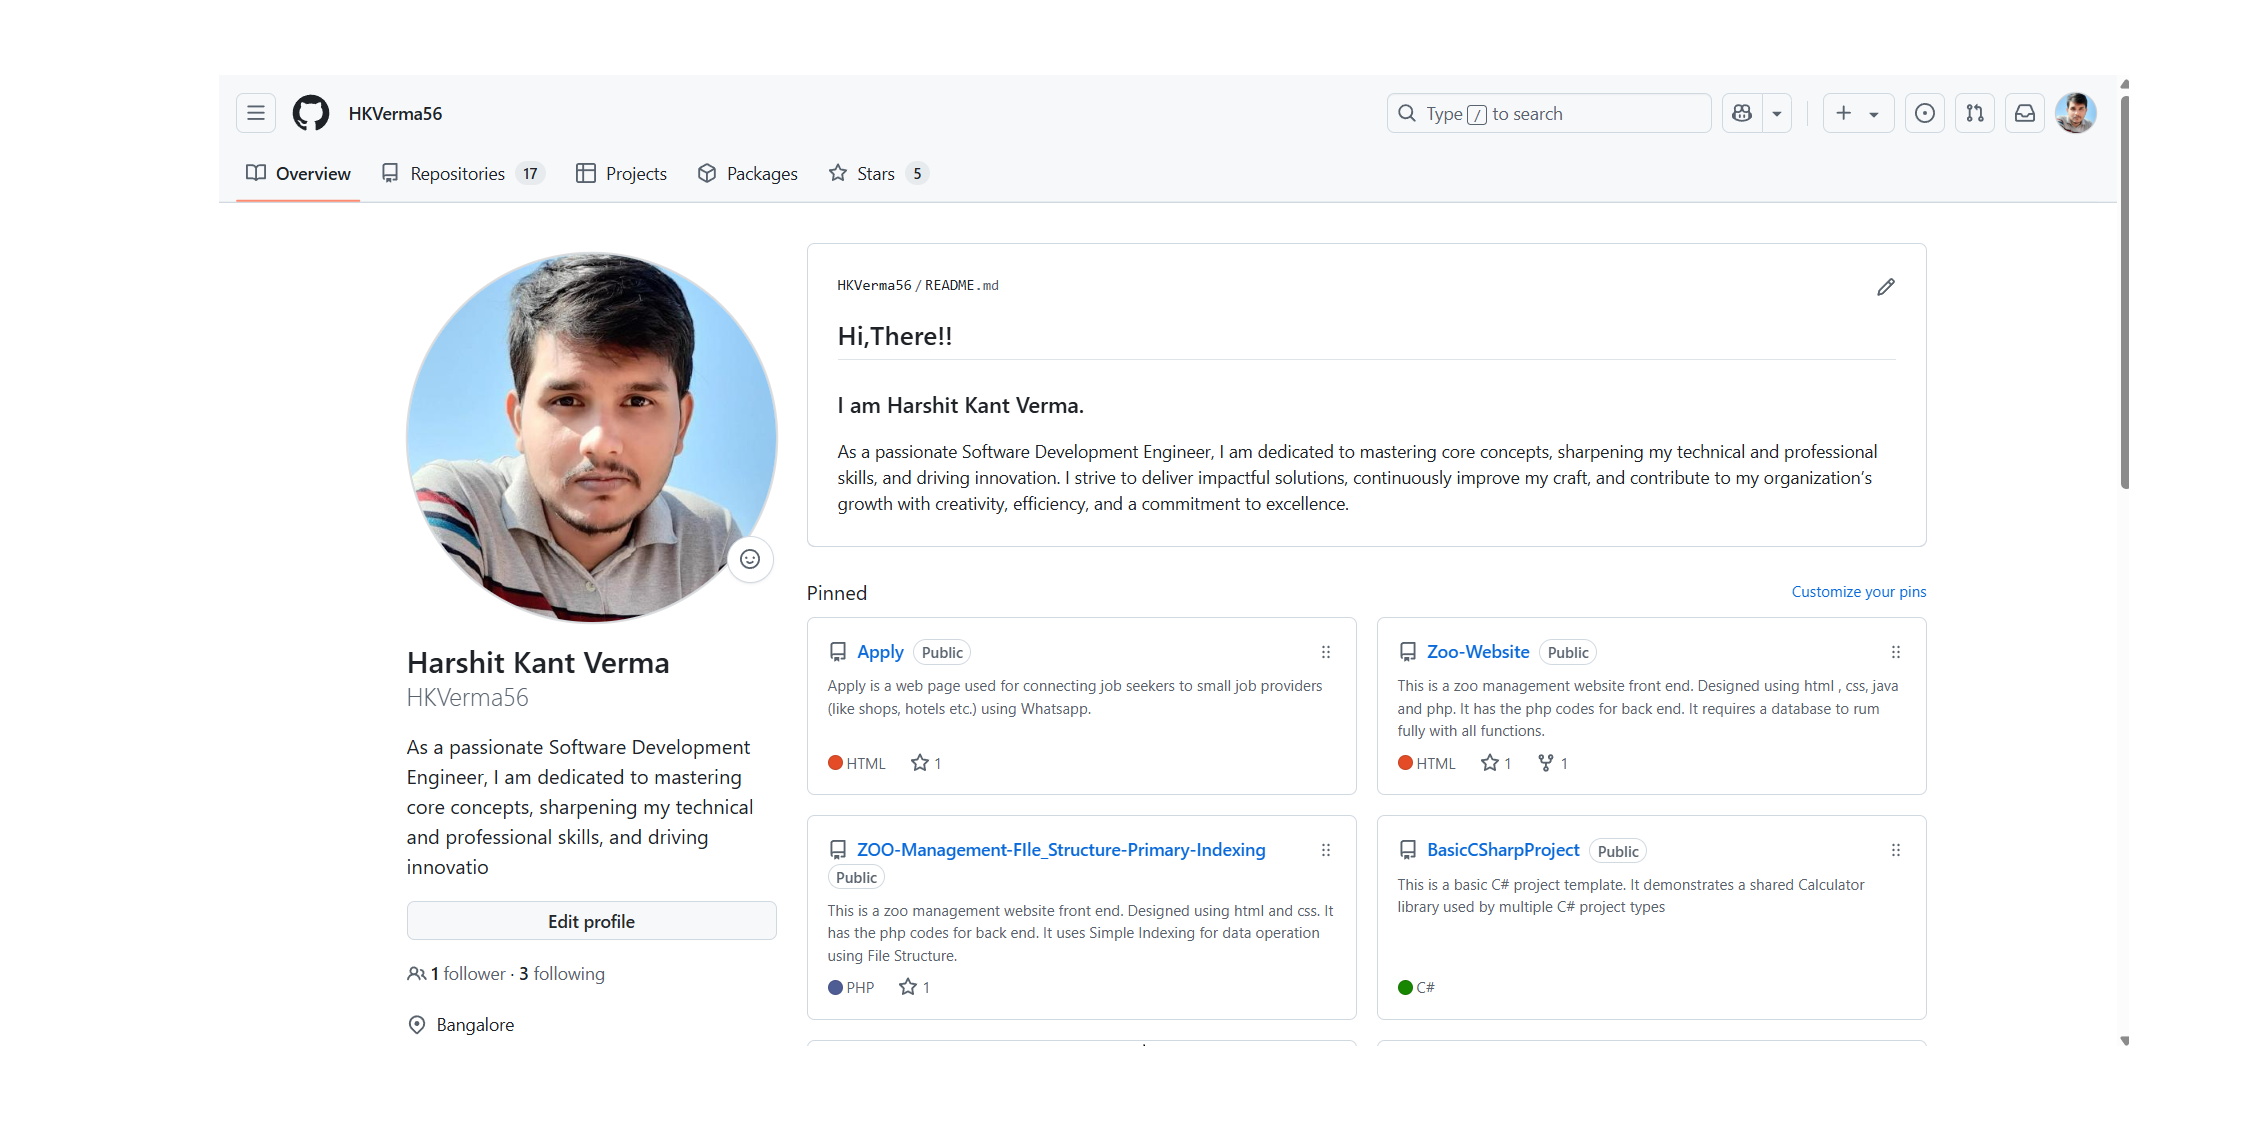 HKVerma56
Type / to search
Overview
Repositories 17
Projects
Packages
Stars 5
HKVerma56 / README.md
Hi,There!!
I am Harshit Kant Verma.
As a passionate Software Development Engineer, I am dedicated to mastering core concepts, sharpening my technical and professional
skills, and driving innovation. I strive to deliver impactful solutions, continuously improve my craft, and contribute to my organization’s
growth with creativity, efficiency, and a commitment to excellence.
Harshit Kant Verma
HKVerma56
As a passionate Software Development
Engineer, I am dedicated to mastering
core concepts, sharpening my technical
and professional skills, and driving
innovatio
Edit profile
1 follower · 3 following
Bangalore
Pinned
Customize your pins
Apply Public
Apply is a web page used for connecting job seekers to small job providers
(like shops, hotels etc.) using Whatsapp.
HTML 1
Zoo-Website Public
This is a zoo management website front end. Designed using html , css, java
and php. It has the php codes for back end. It requires a database to rum
fully with all functions.
HTML 1 1
ZOO-Management-FIle_Structure-Primary-Indexing
Public
This is a zoo management website front end. Designed using html and css. It
has the php codes for back end. It uses Simple Indexing for data operation
using File Structure.
PHP 1
BasicCSharpProject Public
This is a basic C# project template. It demonstrates a shared Calculator
library used by multiple C# project types
C#